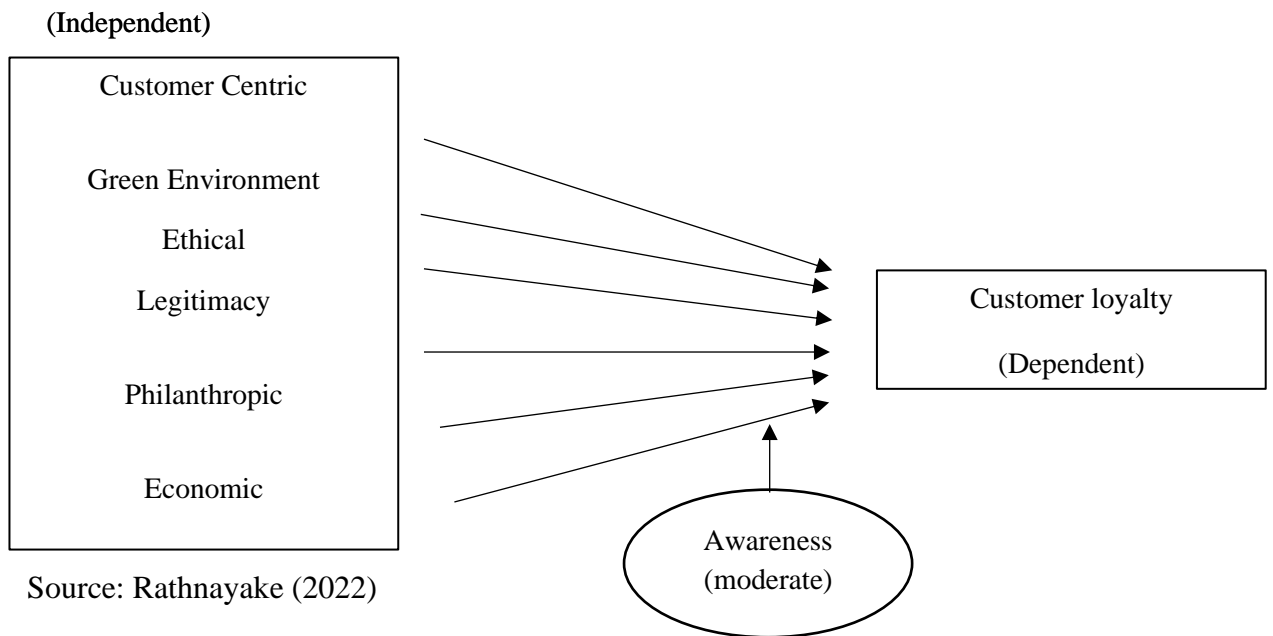 (Independent)
Customer Centric
Green Environment
Ethical
Legitimacy
Philanthropic
Economic
Customer loyalty
(Dependent)
Awareness
(moderate)
Source: Rathnayake (2022)